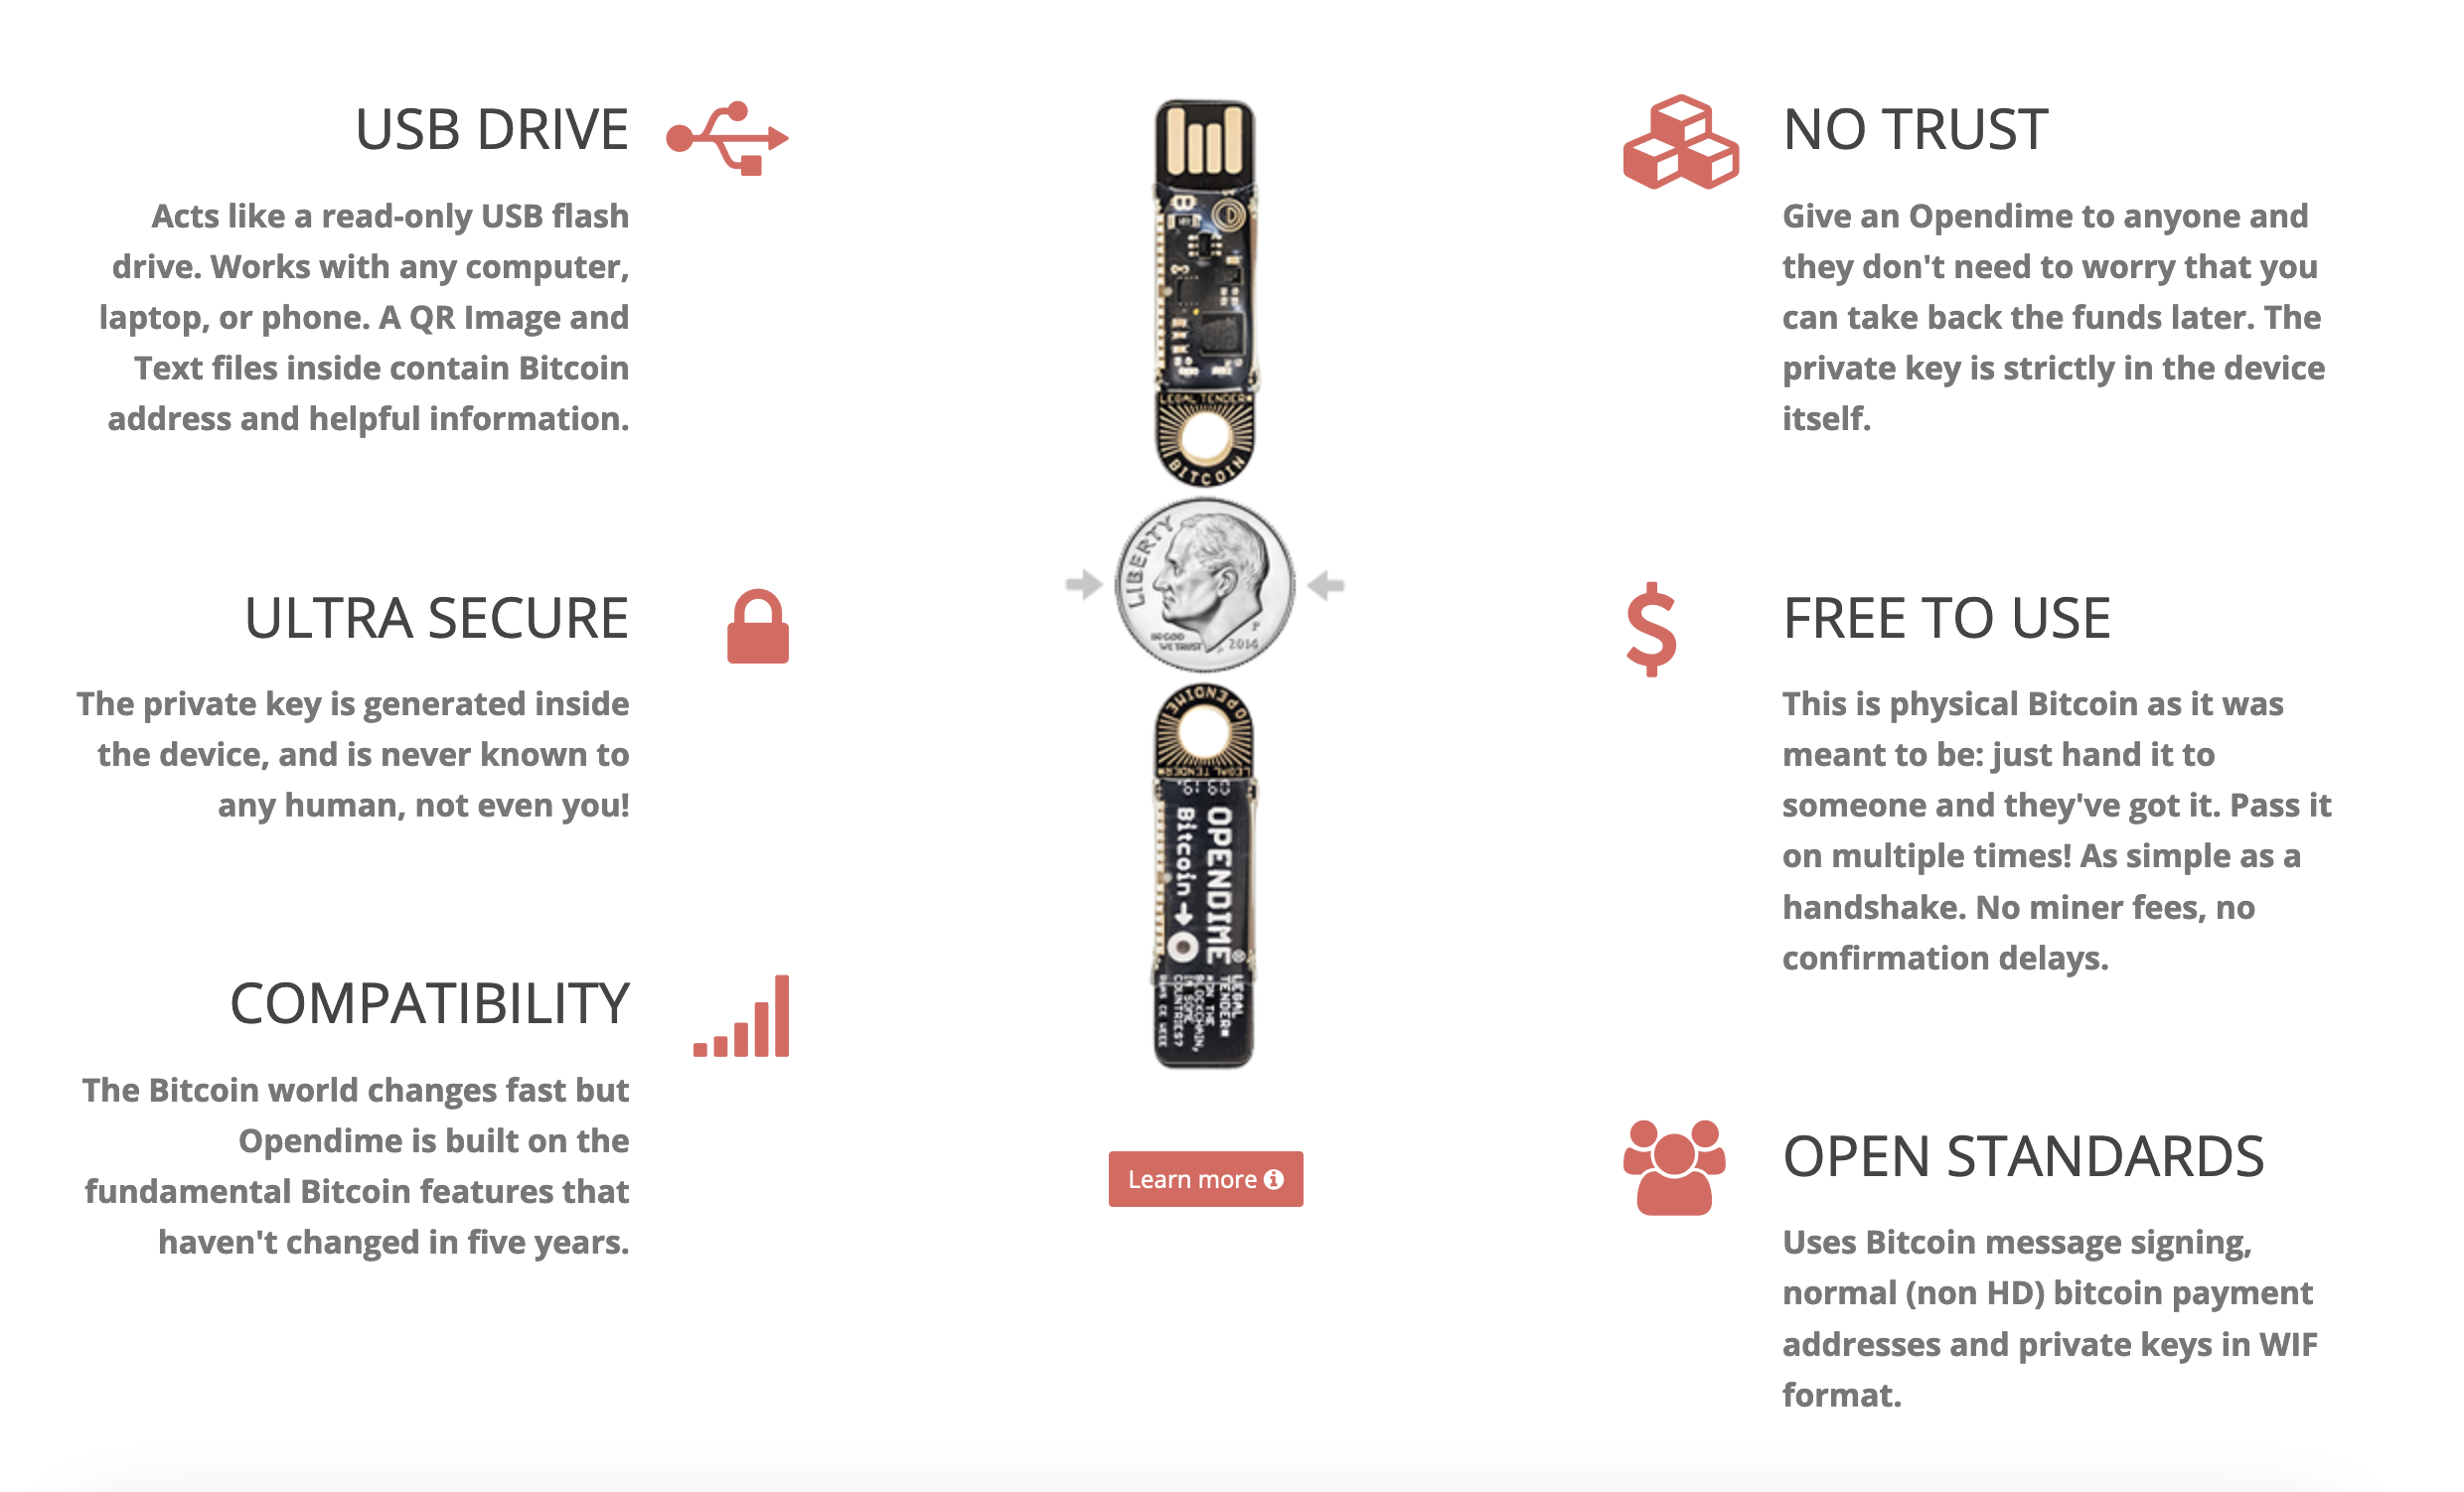 USB DRIVE
Acts like a read-only USB flash
drive. Works with any computer,
laptop, or phone. A QR Image and
Text files inside contain Bitcoin
address and helpful information.
ULTRA SECURE
The private key is generated inside
the device, and is never known to
any human, not even you!
COMPATIBILITY
The Bitcoin world changes fast but
Opendime is built on the
fundamental Bitcoin features that
haven't changed in five years.
LEGAL TENDER*
BITCOIN
LIBERTY
IN GOD
WE TRUST
P
2014
OPENDIME
LEGAL TENDER*
OPENDIME®
Bitcoin
LEGAL
TENDER*
*ON THE
BLOCKCHAIN,
IN SOME
COUNTRIES?
Learn more
NO TRUST
Give an Opendime to anyone and
they don't need to worry that you
can take back the funds later. The
private key is strictly in the device
itself.
FREE TO USE
This is physical Bitcoin as it was
meant to be: just hand it to
someone and they've got it. Pass it
on multiple times! As simple as a
handshake. No miner fees, no
confirmation delays.
OPEN STANDARDS
Uses Bitcoin message signing,
normal (non HD) bitcoin payment
addresses and private keys in WIF
format.